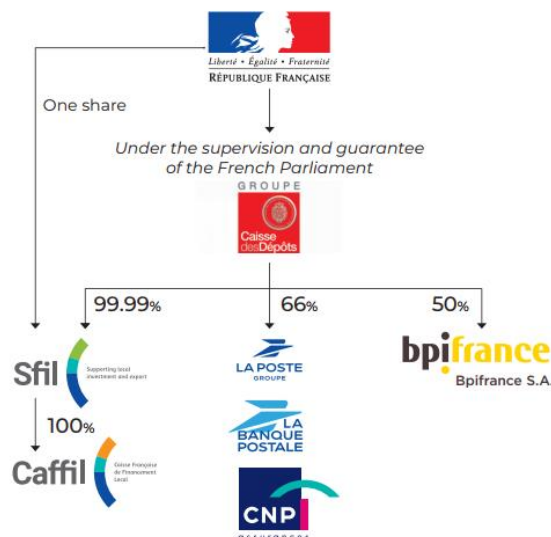 Liberté • Égalité • Fraternité
RÉPUBLIQUE FRANÇAISE
One share
Under the supervision and guarantee
of the French Parliament
GROUPE
Caisse
des Dépôts
99.99%
66%
50%
Sfil
Supporting local
investment and export
LA POSTE
GROUPE
bpifrance
Bpifrance S.A.
100%
LA
BANQUE
POSTALE
Caffil
Caisse Française
de Financement
Local
CNP